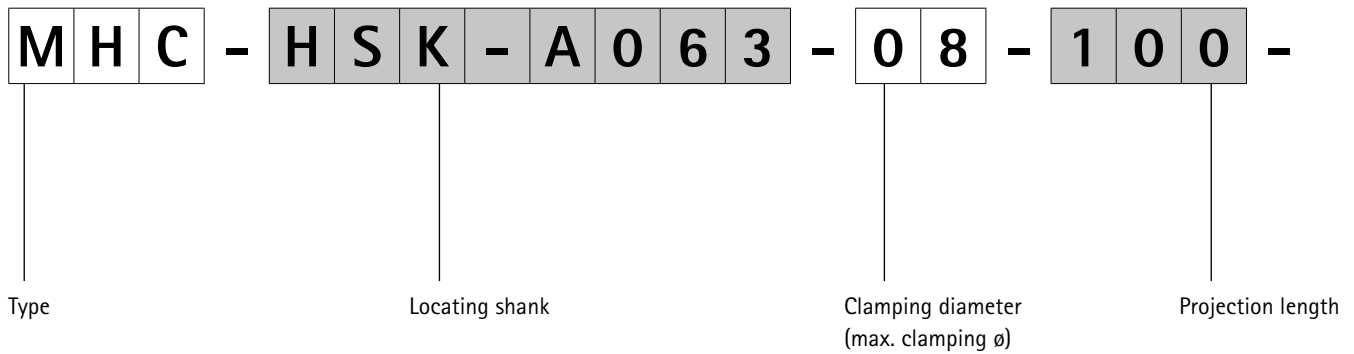 MHC - HSK-A063 - 08 - 100 -
Type Locating shank Clamping diameter Projection length
(max. clamping ø)